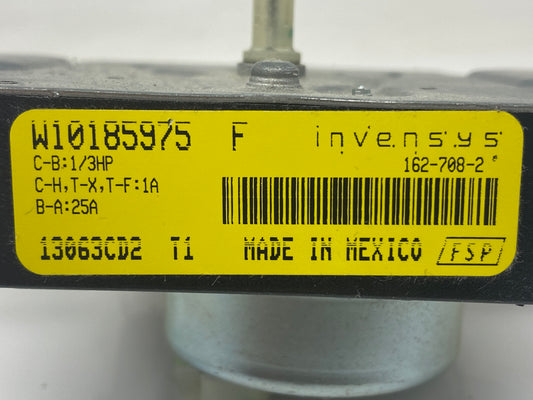 W10185975 F invensys
C-B:1/3HP 162-708-2
C-H,T-X,T-F:1A
B-A:25A
13063CD2 T1 MADE IN MEXICO FSP